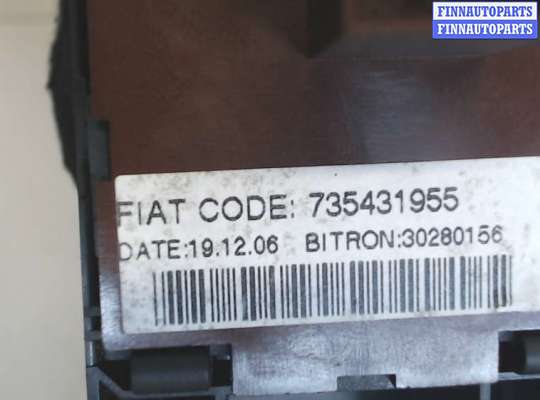 FINNAUTOPARTS
FINNAUTOPARTS
FIAT CODE: 735431955
DATE:19.12.06 BITRON:30280156